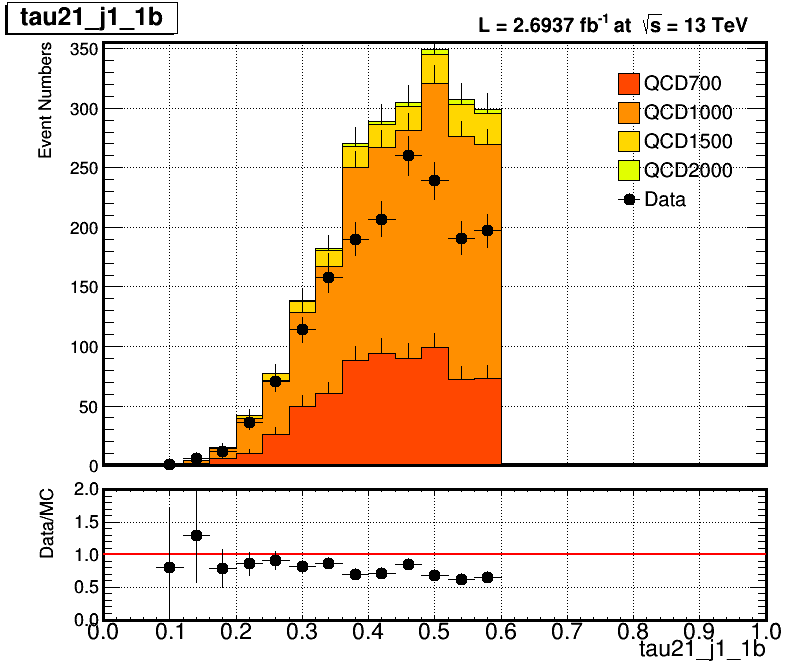 tau21_j1_1b
L = 2.6937 fb-1 at √s = 13 TeV
Event Numbers
350
300
250
200
150
100
50
0
QCD700
QCD1000
QCD1500
QCD2000
Data
Data/MC
2.0
1.5
1.0
0.5
0.0
0.0 0.1 0.2 0.3 0.4 0.5 0.6 0.7 0.8 0.9 1.0
tau21_j1_1b